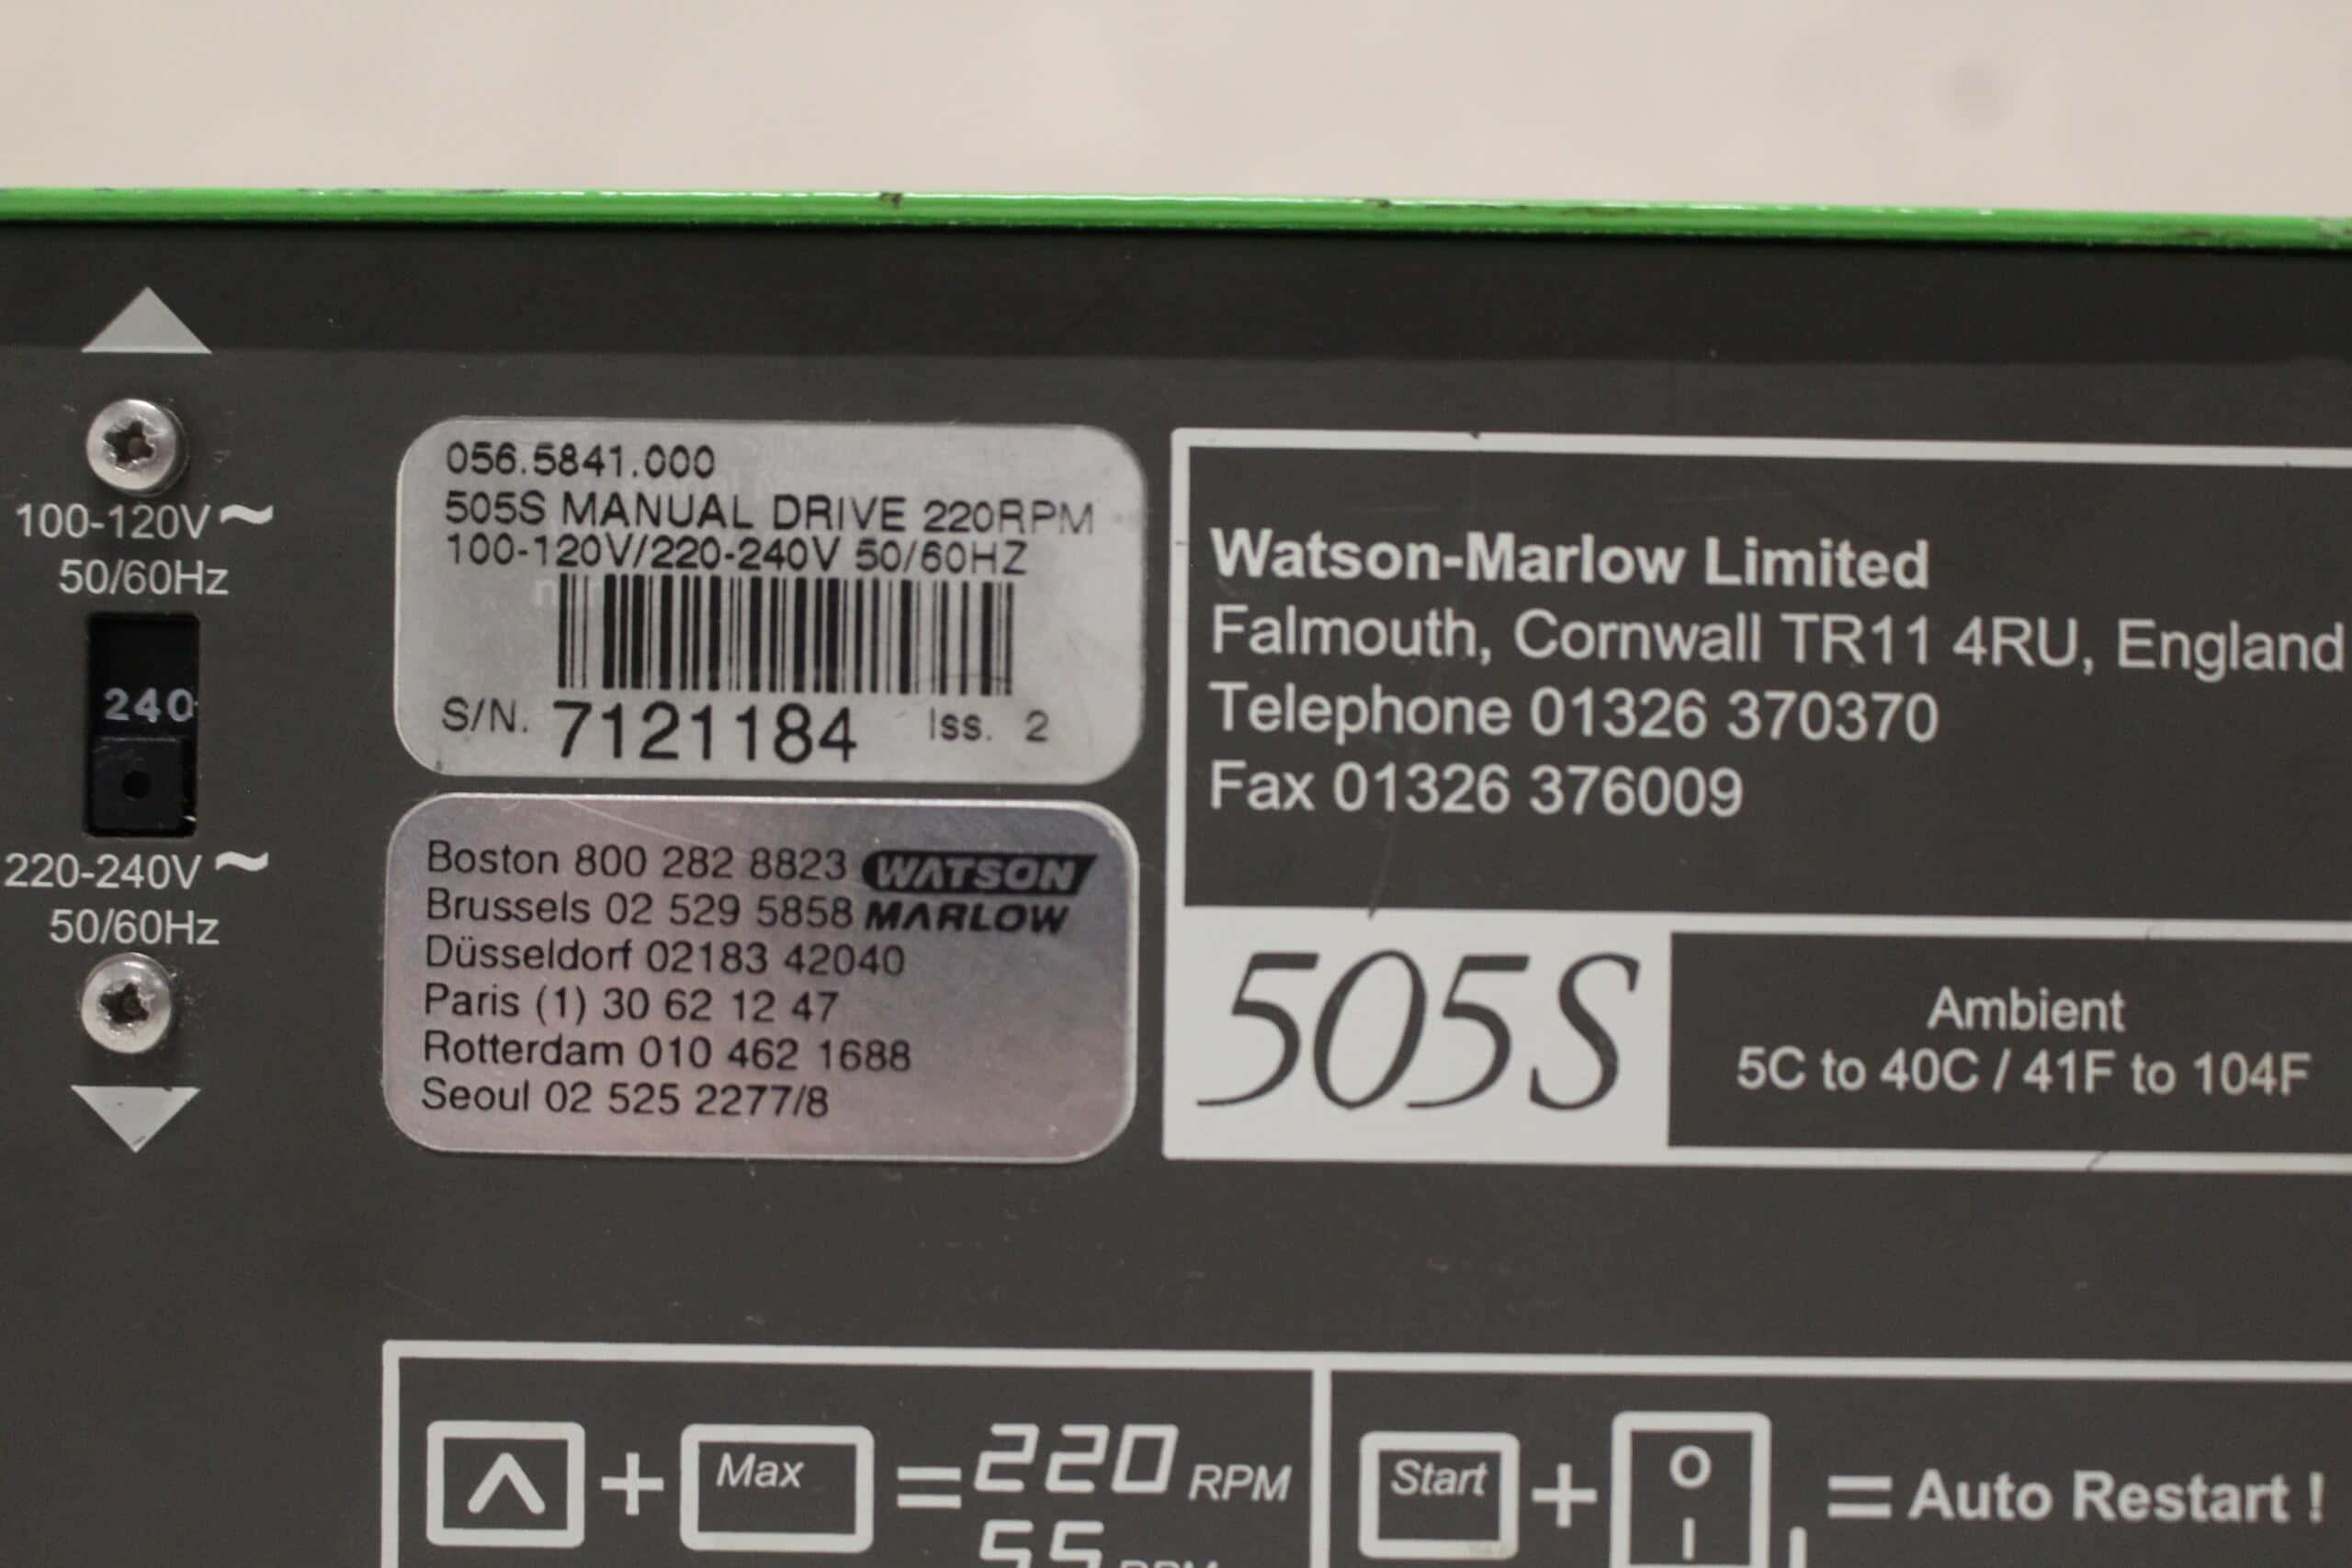 100-120V~
50/60Hz
240
220-240V~
50/60Hz
056.5841.000
505S MANUAL DRIVE 220RPM
100-120V/220-240V 50/60HZ
S/N. 7121184 Iss. 2
Boston 800 282 8823 WATSON
Brussels 02 529 5858 MARLOW
Düsseldorf 02183 42040
Paris (1) 30 62 12 47
Rotterdam 010 462 1688
Seoul 02 525 2277/8
Watson-Marlow Limited
Falmouth, Cornwall TR11 4RU, England
Telephone 01326 370370
Fax 01326 376009
505S
Ambient
5C to 40C / 41F to 104F
+ Max = 220 RPM
55 RPM
Start + O I = Auto Restart !